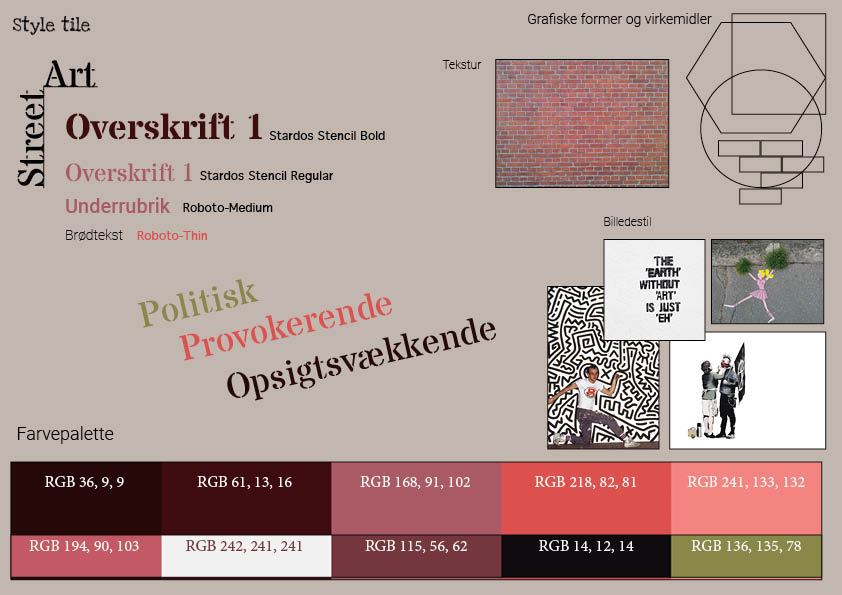 Style tile
Street Art
Overskrift 1 Stardos Stencil Bold
Overskrift 1 Stardos Stencil Regular
Underrubrik Roboto-Medium
Brødtekst Roboto-Thin
Politisk
Provokerende
Opsigtsvækkende
Grafiske former og virkemidler
Tekstur
Billedestil
THE
'EARTH'
WITHOUT
'ART'
IS JUST
'EH'
Farvepalette
RGB 36, 9, 9
RGB 61, 13, 16
RGB 168, 91, 102
RGB 218, 82, 81
RGB 241, 133, 132
RGB 194, 90, 103
RGB 242, 241, 241
RGB 115, 56, 62
RGB 14, 12, 14
RGB 136, 135, 78